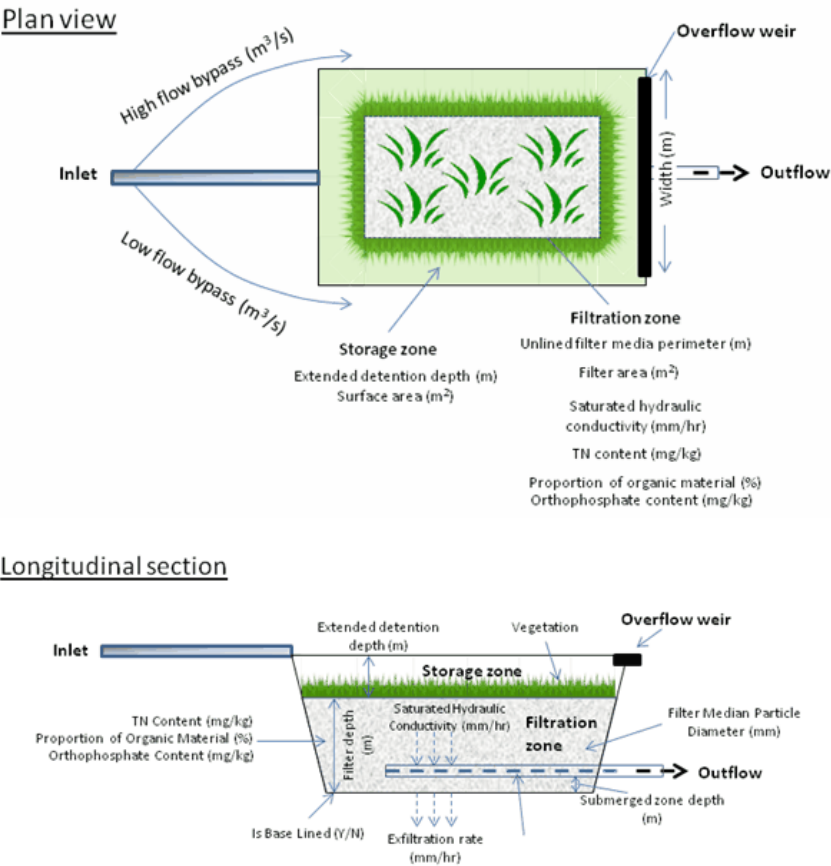 Plan view
Overflow weir
High flow bypass (m³/s)
Width (m)
Inlet
Outflow
Low flow bypass (m³/s)
Filtration zone
Unlined filter media perimeter (m)
Storage zone
Extended detention depth (m)
Surface area (m²)
Filter area (m²)
Saturated hydraulic
conductivity (mm/hr)
TN content (mg/kg)
Proportion of organic material (%)
Orthophosphate content (mg/kg)
Longitudinal section
Extended detention
depth (m)
Vegetation
Overflow weir
Inlet
Storage zone
Saturated Hydraulic
Conductivity (mm/hr)
Filtration
zone
TN Content (mg/kg)
Proportion of Organic Material (%)
Orthophosphate Content (mg/kg)
Filter depth
(m)
Filter Median Particle
Diameter (mm)
Outflow
Submerged zone depth
(m)
Is Base Lined (Y/N)
Exfiltration rate
(mm/hr)